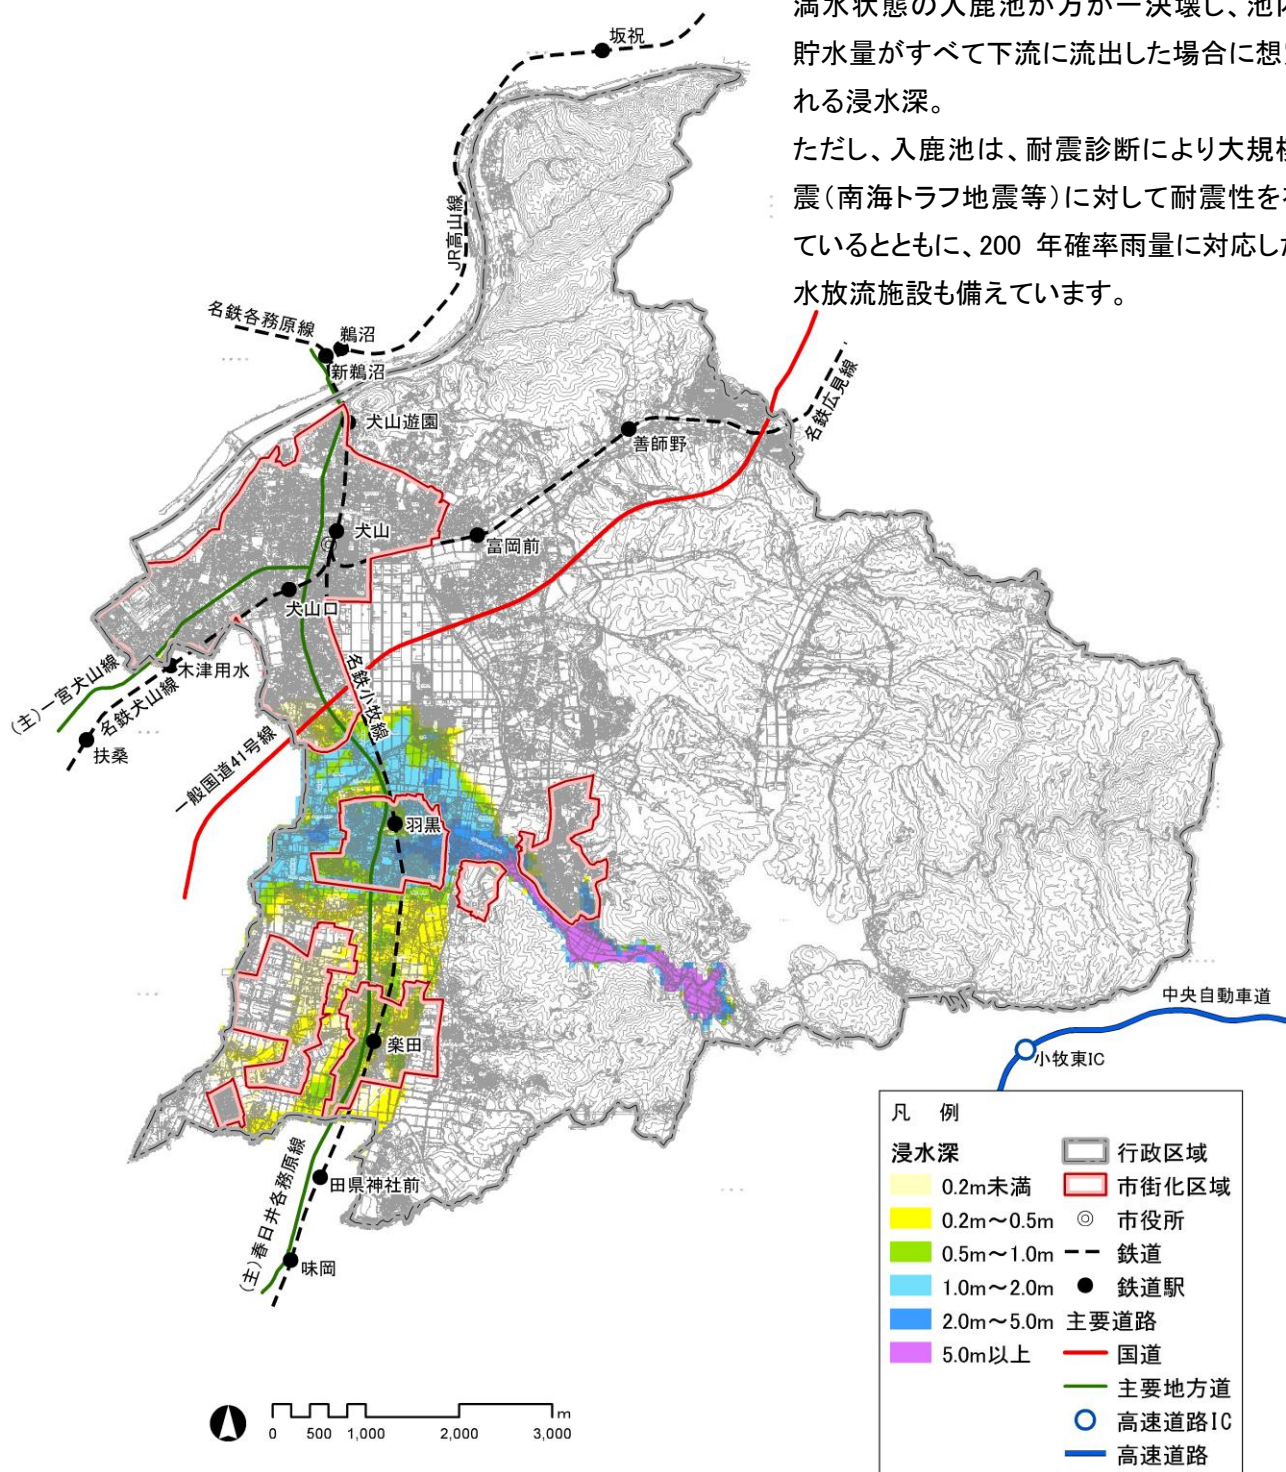 満水状態の入鹿池が万が一決壊し、池内
貯水量がすべて下流に流出した場合に想定
れる浸水深。
ただし、入鹿池は、耐震診断により大規模
震(南海トラフ地震等)に対して耐震性を有
ているとともに、200 年確率雨量に対応した
水放流施設も備えています。
坂祝
JR高山線
名鉄各務原線
鵜沼
新鵜沼
犬山遊園
名鉄広見線
善師野
犬山
富岡前
犬山口
木津用水
(主)一宮犬山線
名鉄犬山線
扶桑
名鉄小牧線
一般国道41号線
羽黒
楽田
中央自動車道
小牧東IC
(主)春日井各務原線
田県神社前
味岡
凡 例
浸水深
0.2m未満
0.2m～0.5m
0.5m～1.0m
1.0m～2.0m
2.0m～5.0m
5.0m以上
行政区域
市街化区域
市役所
鉄道
鉄道駅
主要道路
国道
主要地方道
高速道路IC
高速道路
0 500 1,000 2,000 3,000 m